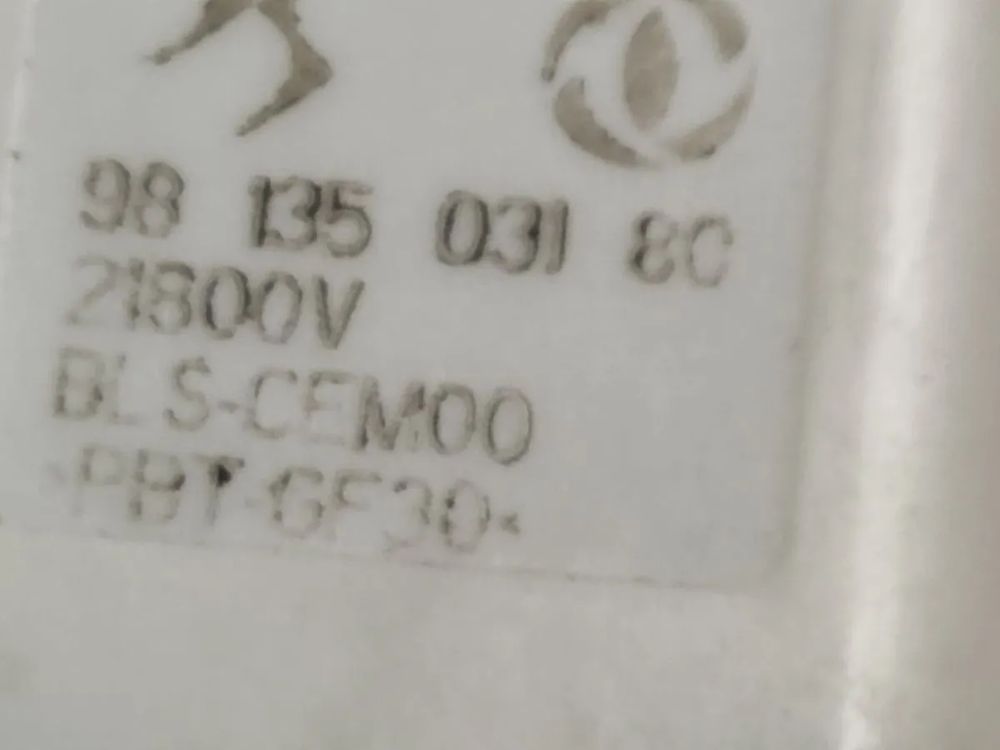 98 135 031 8C
21800V
BLS-CEM00
>PBT-GF30<